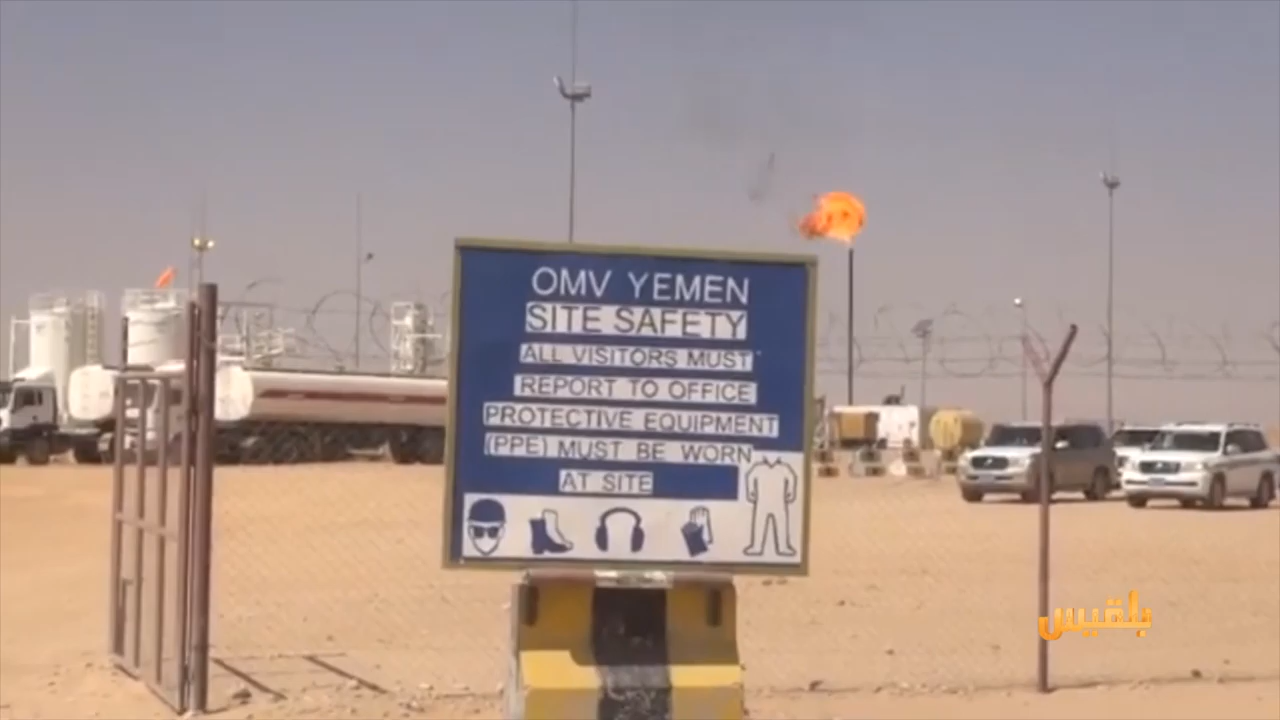 OMV YEMEN
SITE SAFETY
ALL VISITORS MUST
REPORT TO OFFICE
PROTECTIVE EQUIPMENT
(PPE) MUST BE WORN
AT SITE
بلقيس